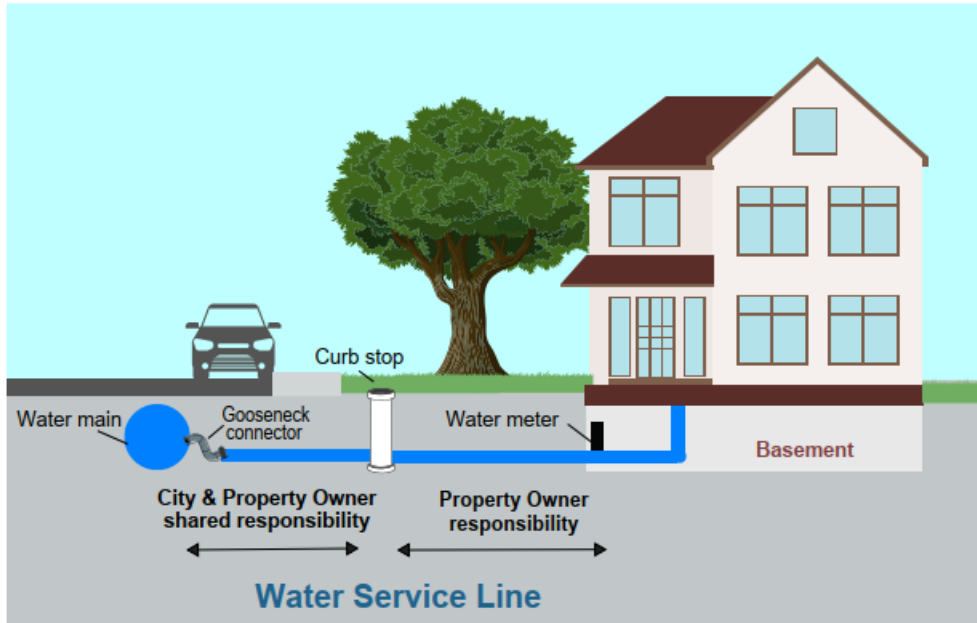 Curb stop
Water main
Gooseneck
connector
Water meter
Basement
City & Property Owner
shared responsibility
Property Owner
responsibility
Water Service Line